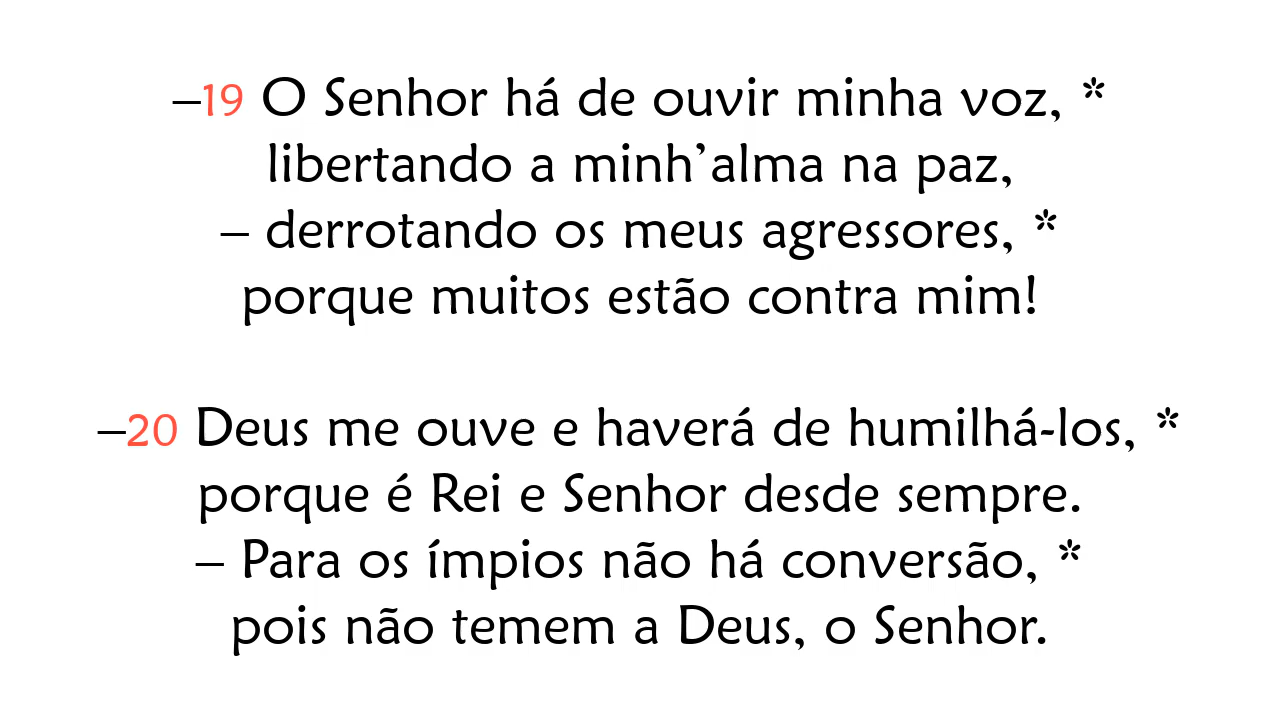 –19 O Senhor há de ouvir minha voz, *
libertando a minh’alma na paz,
– derrotando os meus agressores, *
porque muitos estão contra mim!
–20 Deus me ouve e haverá de humilhá-los, *
porque é Rei e Senhor desde sempre.
– Para os ímpios não há conversão, *
pois não temem a Deus, o Senhor.